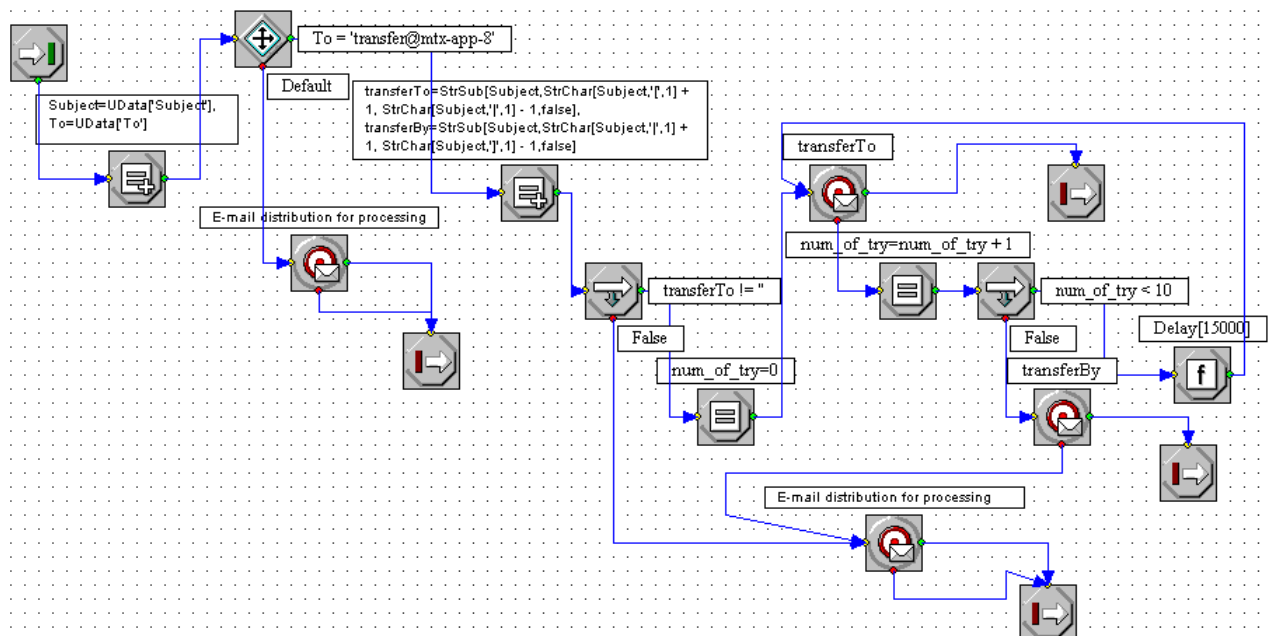 To = 'transfer@mtx-app-8'
Default
Subject=UData['Subject'],
To=UData['To']
transferTo=StrSub[Subject,StrChar[Subject,'[',1] +
1, StrChar[Subject,'|',1] - 1,false],
transferBy=StrSub[Subject,StrChar[Subject,'|',1] +
1, StrChar[Subject,']',1] - 1,false]
transferTo
E-mail distribution for processing
num_of_try=num_of_try + 1
transferTo != ''
num_of_try < 10
False
False
Delay[15000]
num_of_try=0
transferBy
f
E-mail distribution for processing